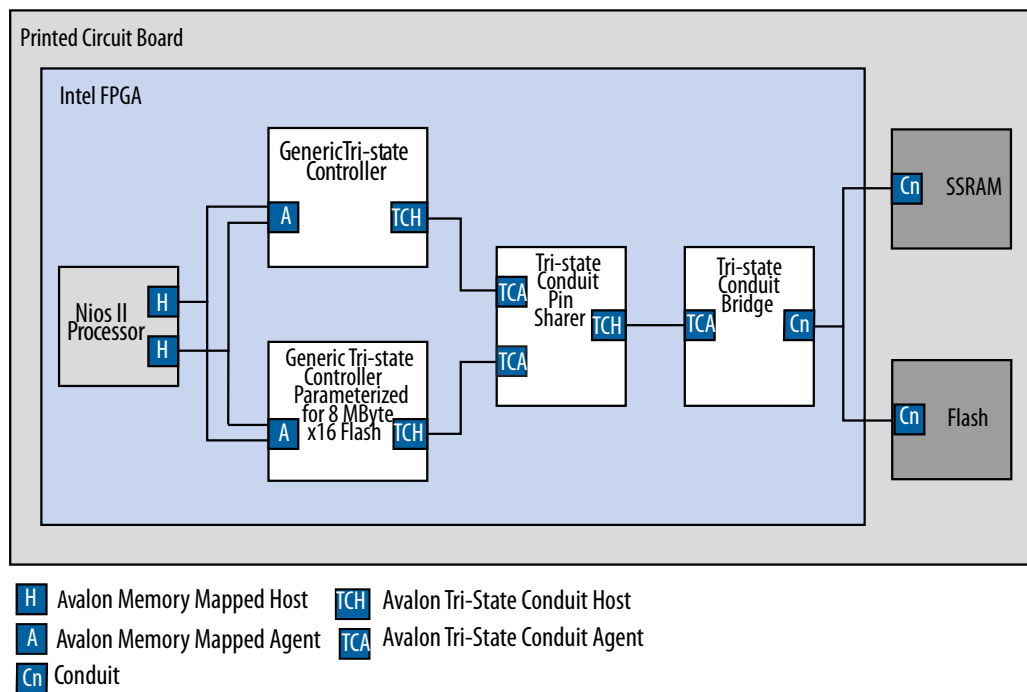 Printed Circuit Board
Intel FPGA
GenericTri-state
Controller
A
TCH
Cn
SSRAM
Nios II
Processor
H
H
TCA
Tri-state
Conduit
Pin
Sharer
TCH
TCA
Tri-state
Conduit
Bridge
TCA
Cn
Generic Tri-state
Controller
Parameterized
for 8 MByte
x16 Flash
A
TCH
Cn
Flash
H Avalon Memory Mapped Host
TCH Avalon Tri-State Conduit Host
A Avalon Memory Mapped Agent
TCA Avalon Tri-State Conduit Agent
Cn Conduit